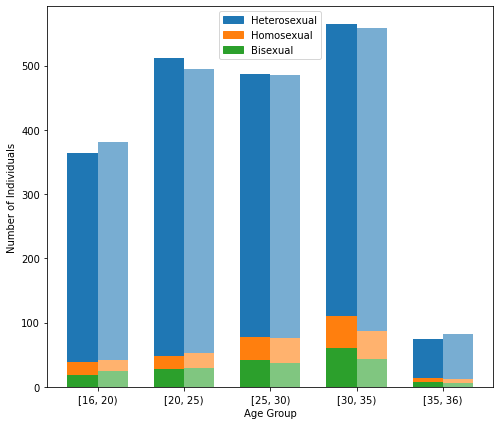 Heterosexual
Homosexual
Bisexual
Number of Individuals
500
400
300
200
100
0
[16, 20)
[20, 25)
[25, 30)
[30, 35)
[35, 36)
Age Group